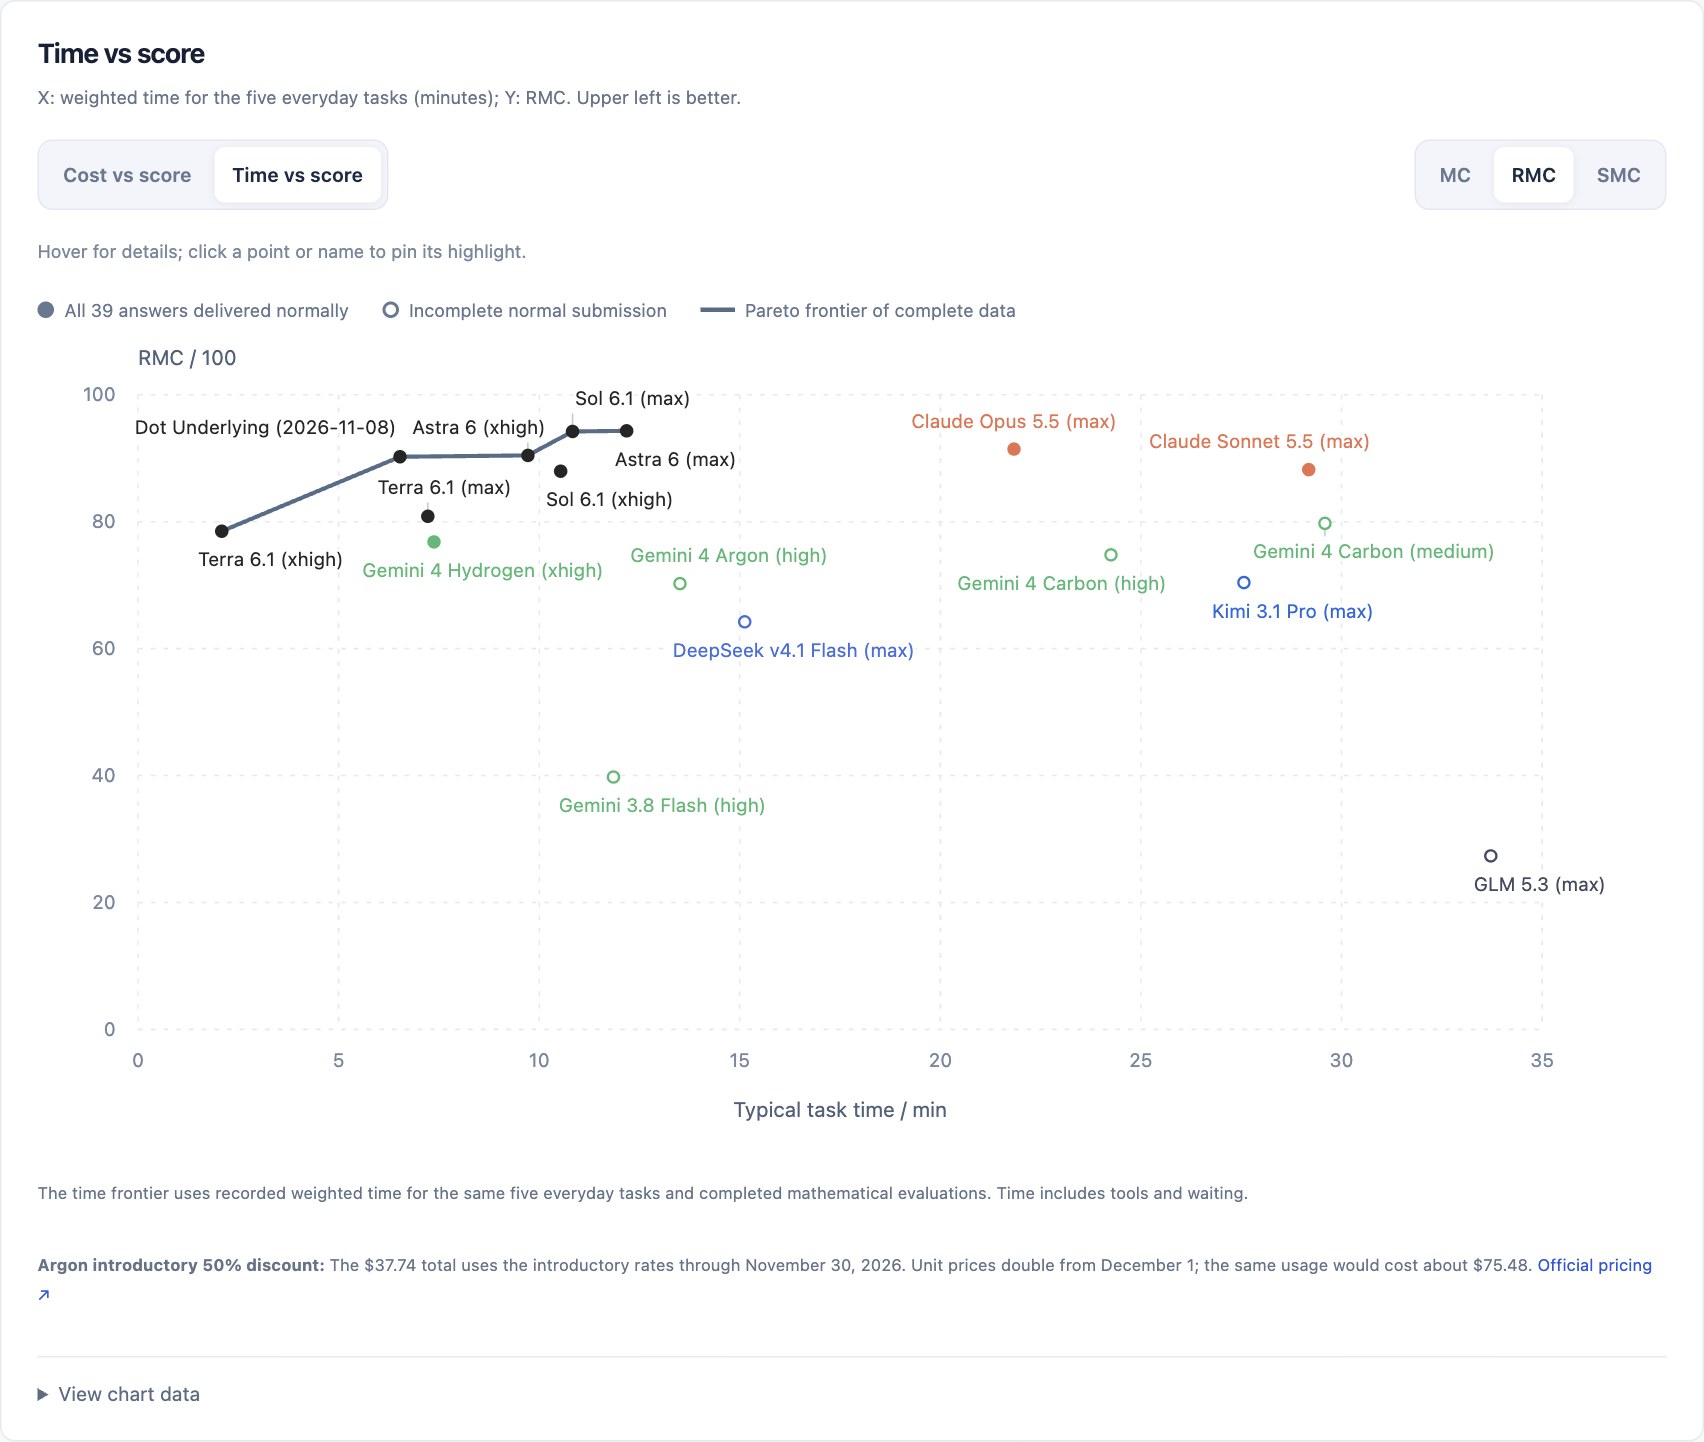 Time vs score
X: weighted time for the five everyday tasks (minutes); Y: RMC. Upper left is better.
Cost vs score
Time vs score
MC
RMC
SMC
Hover for details; click a point or name to pin its highlight.
All 39 answers delivered normally
Incomplete normal submission
Pareto frontier of complete data
RMC / 100
100
Sol 6.1 (max)
Dot Underlying (2026-11-08)
Astra 6 (xhigh)
Claude Opus 5.5 (max)
Claude Sonnet 5.5 (max)
Astra 6 (max)
Terra 6.1 (max)
Sol 6.1 (xhigh)
80
Terra 6.1 (xhigh)
Gemini 4 Hydrogen (xhigh)
Gemini 4 Argon (high)
Gemini 4 Carbon (medium)
Gemini 4 Carbon (high)
Kimi 3.1 Pro (max)
60
DeepSeek v4.1 Flash (max)
40
Gemini 3.8 Flash (high)
GLM 5.3 (max)
20
0
0
5
10
15
20
25
30
35
Typical task time / min
The time frontier uses recorded weighted time for the same five everyday tasks and completed mathematical evaluations. Time includes tools and waiting.
Argon introductory 50% discount: The $37.74 total uses the introductory rates through November 30, 2026. Unit prices double from December 1; the same usage would cost about $75.48. Official pricing
↗
▶ View chart data